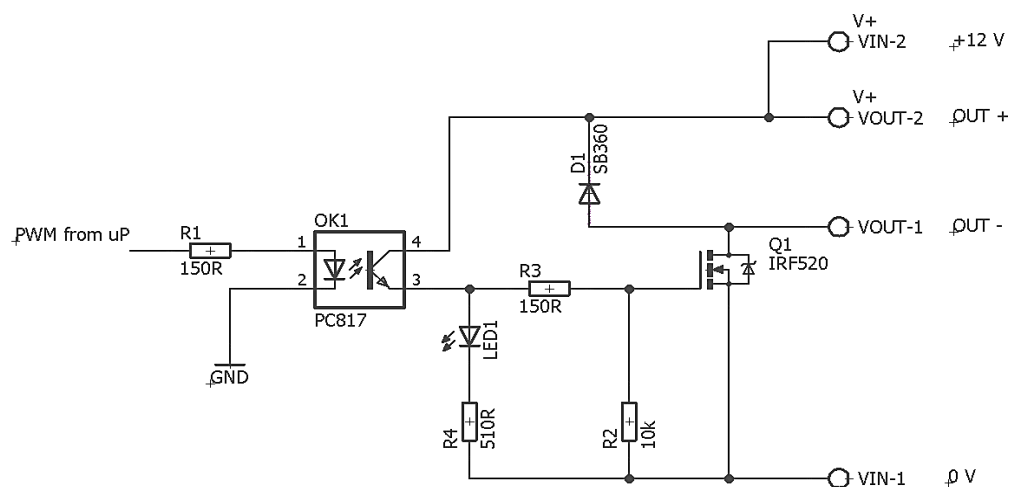 V+
VIN-2 +12 V
V+
VOUT-2 OUT +
D1
SB360
VOUT-1 OUT -
PWM from uP
R1
150R
OK1
1
2
4
3
PC817
GND
R3
150R
Q1
IRF520
LED1
R4
510R
R2
10k
VIN-1 0 V